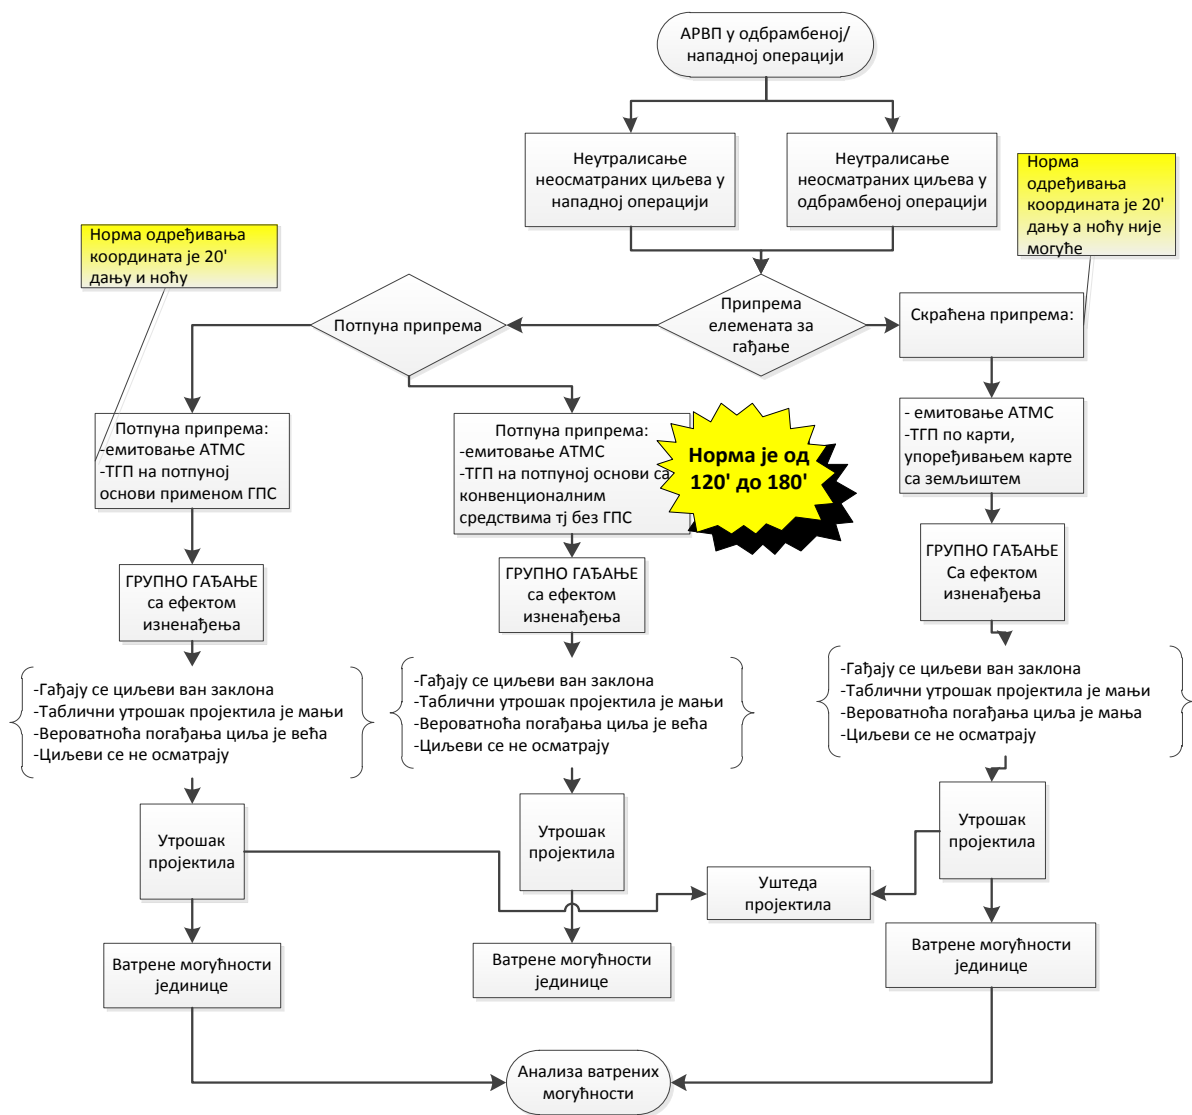 АРВП у одбрамбеној/
нападној операцији
Неутралисање
неосматраних циљева у
нападној операцији
Неутралисање
неосматраних циљева у
одбрамбеној операцији
Норма
одређивања
координата је 20'
дању а ноћу није
могуће
Норма одређивања
координата је 20'
дању и ноћу
Потпуна припрема
Припрема
елемената за
гађање
Скраћена припрема:
Потпуна припрема:
-емитовање АТМС
-ТГП на потпуној
основи применом ГПС
Потпуна припрема:
-емитовање АТМС
-ТГП на потпуној основи са
конвенционалним
средствима тј без ГПС
Норма је од
120' до 180'
- емитовање АТМС
-ТГП по карти,
упоређивањем карте
са земљиштем
ГРУПНО ГАЂАЊЕ
са ефектом
изненађења
ГРУПНО ГАЂАЊЕ
са ефектом
изненађења
ГРУПНО ГАЂАЊЕ
Са ефектом
изненађења
-Гађају се циљеви ван заклона
-Таблични утрошак пројектила је мањи
-Вероватноћа погађања циља је већа
-Циљеви се не осматрају
-Гађају се циљеви ван заклона
-Таблични утрошак пројектила је мањи
-Вероватноћа погађања циља је већа
-Циљеви се не осматрају
-Гађају се циљеви ван заклона
-Таблични утрошак пројектила је мањи
-Вероватноћа погађања циља је мања
-Циљеви се не осматрају
Утрошак
пројектила
Утрошак
пројектила
Утрошак
пројектила
Уштеда
пројектила
Ватрене могућности
јединице
Ватрене могућности
јединице
Ватрене могућности
јединице
Анализа ватрених
могућности